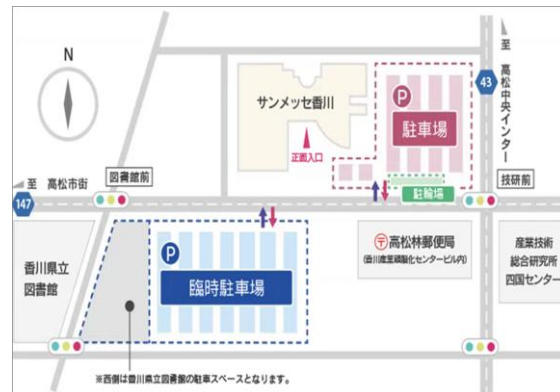 N
至 高松中央インター
43
サンメッセ香川
P
駐車場
正面入口
至 高松市街
図書館前
技研前
駐輪場
147
香川県立
図書館
P
臨時駐車場
高松林郵便局
(香川産業頭脳化センタービル内)
産業技術
総合研究所
四国センター
※西側は香川県立図書館の駐車スペースとなります。